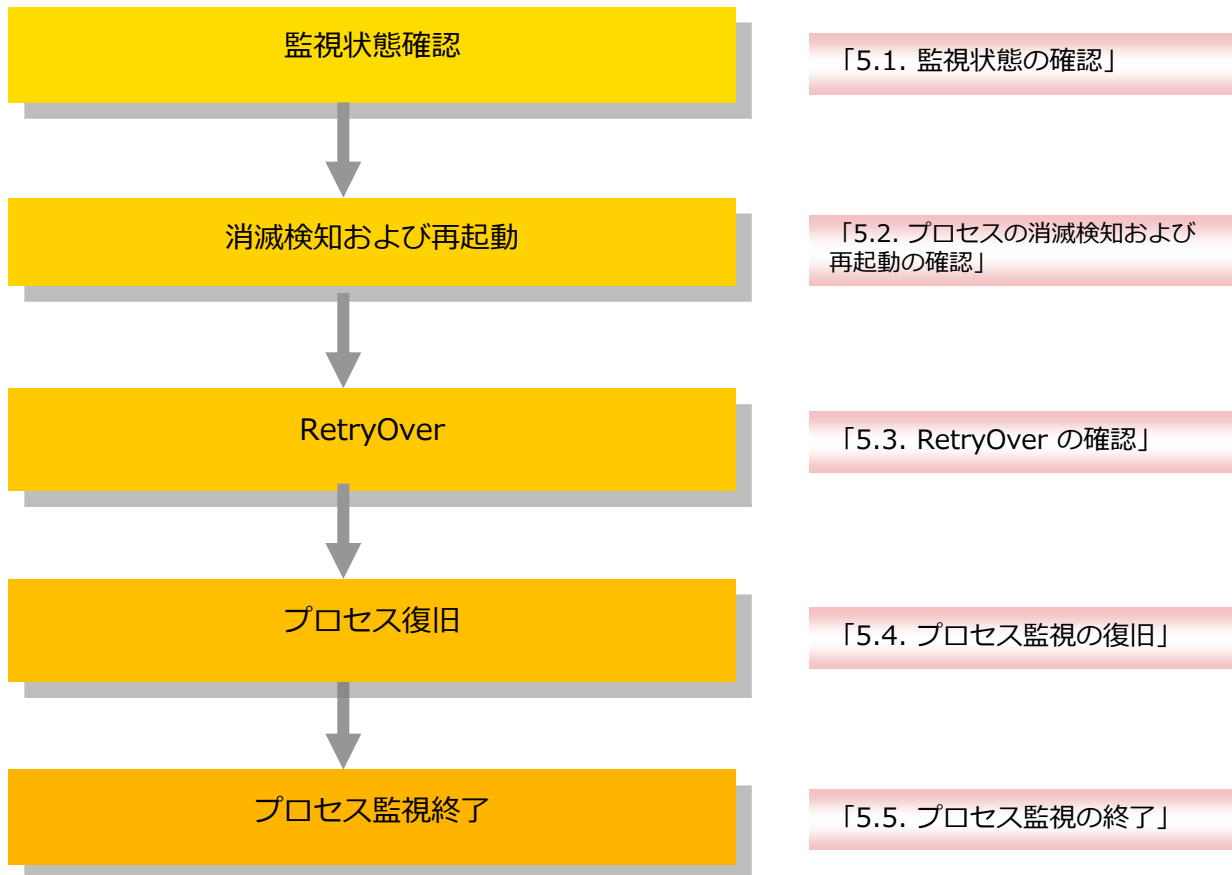 監視状態確認
「5.1. 監視状態の確認」
消滅検知および再起動
「5.2. プロセスの消滅検知および
再起動の確認」
RetryOver
「5.3. RetryOver の確認」
プロセス復旧
「5.4. プロセス監視の復旧」
プロセス監視終了
「5.5. プロセス監視の終了」